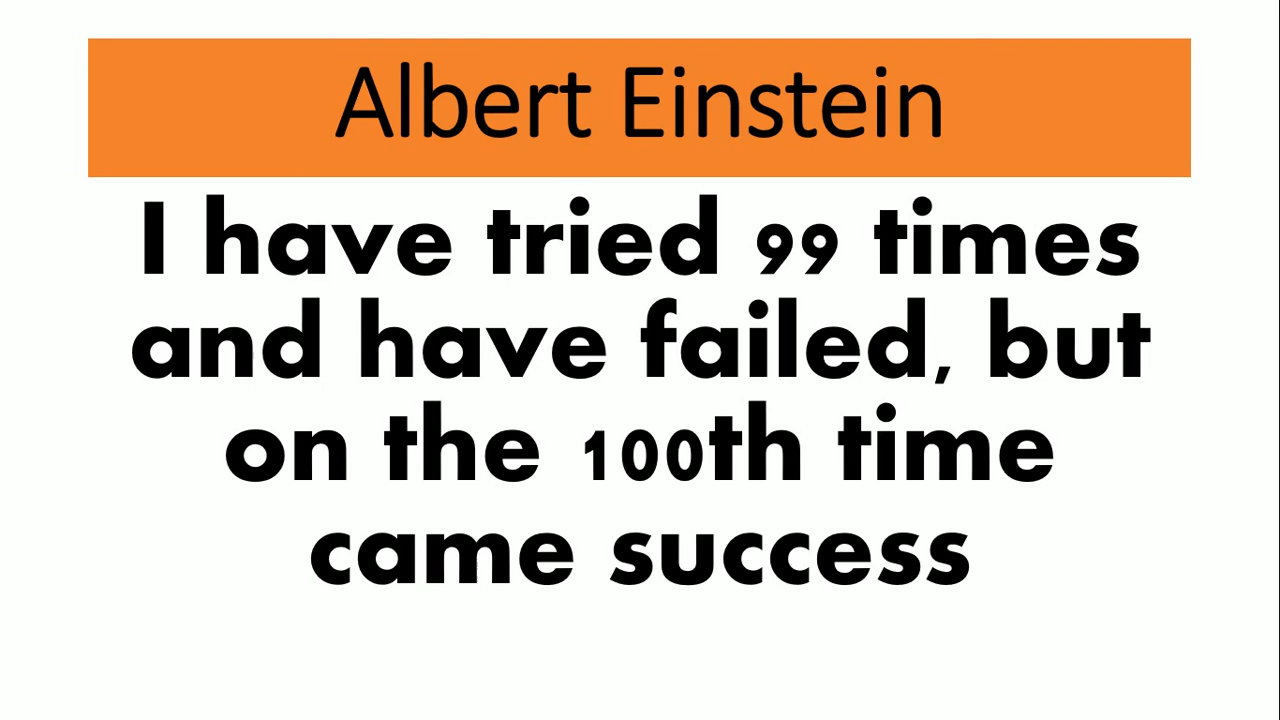 Albert Einstein
I have tried 99 times
and have failed, but
on the 100th time
came success